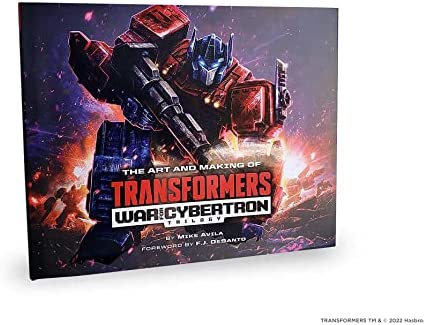 THE ART AND MAKING OF
TRANSFORMERS
WAR FOR CYBERTRON
TRILOGY
BY MIKE AVILA
FOREWORD BY F.J. DESANTO
TRANSFORMERS TM & © 2022 Hasbro.